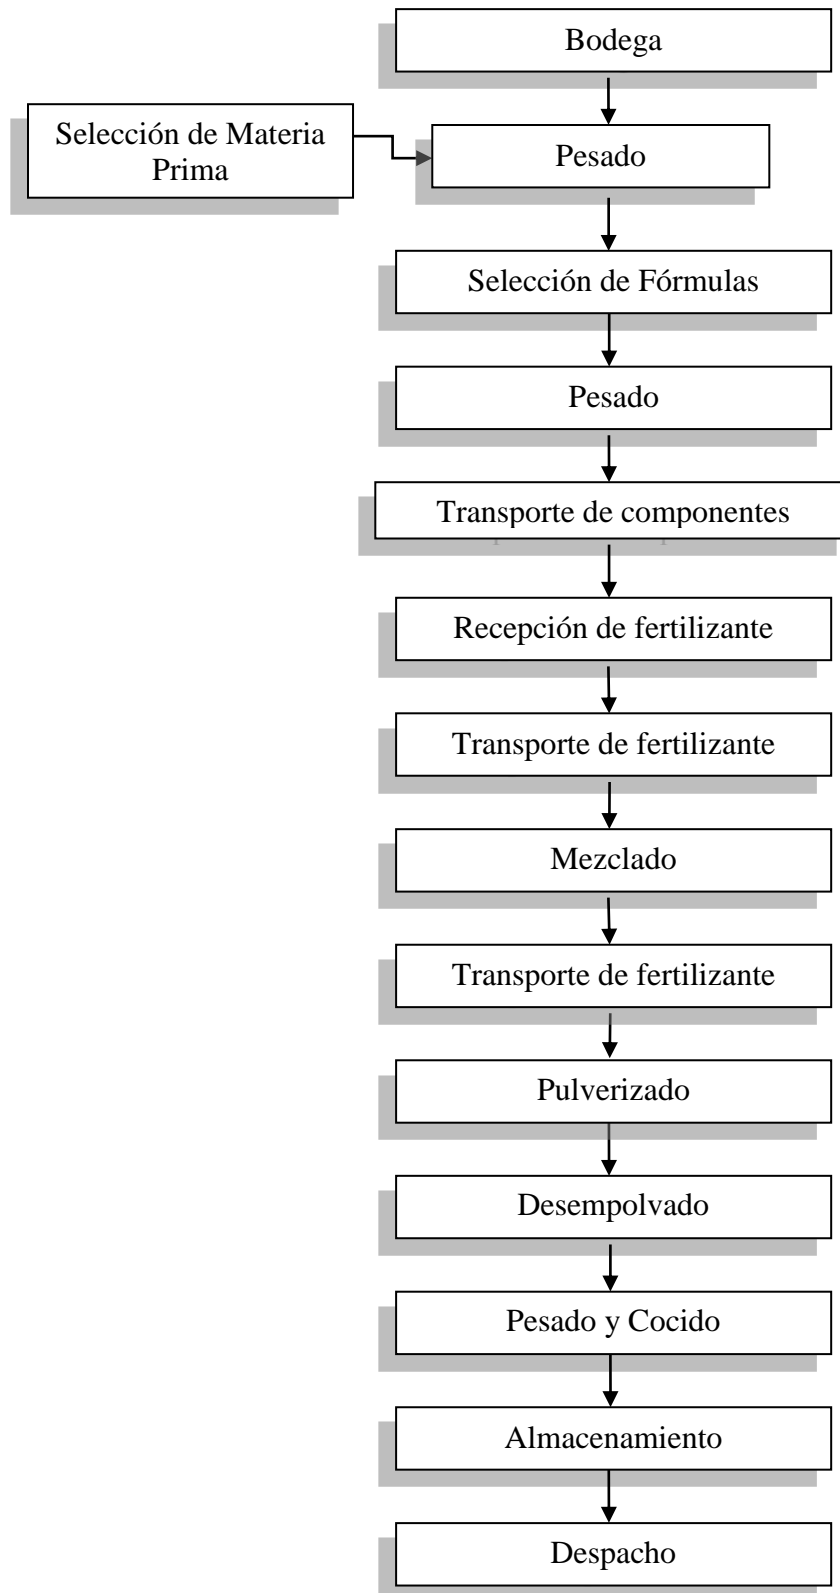 Bodega
Selección de Materia
Prima
Pesado
Selección de Fórmulas
Pesado
Transporte de componentes
Recepción de fertilizante
Transporte de fertilizante
Mezclado
Transporte de fertilizante
Pulverizado
Desempolvado
Pesado y Cocido
Almacenamiento
Despacho